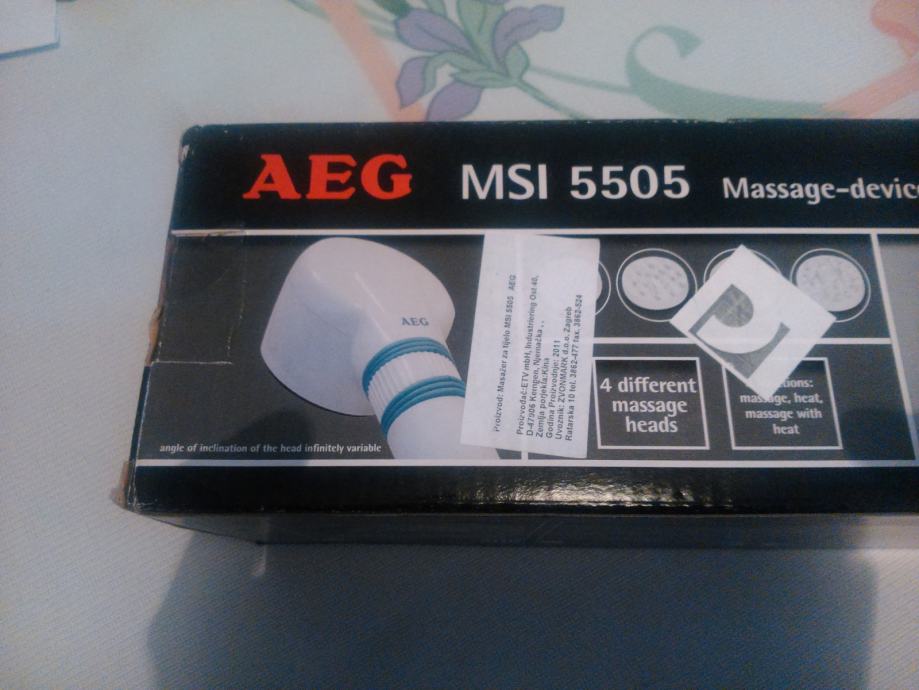 AEG MSI 5505 Massage-device
AEG
Proizvod: Masažer za tijelo MSI 5505 AEG
Proizvođač:ETV mbH, Industriering Ost 40,
D-47906 Kempen, Njemačka
Zemlja porjekla:Kina
Godina Proizvodnje: 2011
Uvoznik: ZVONMARK d.o.o. Zagreb
Ratarska 10 tel. 3862-477 fax. 3862-524
4 different
massage
heads
massage, heat,
massage with
heat
angle of inclination of the head infinitely variable